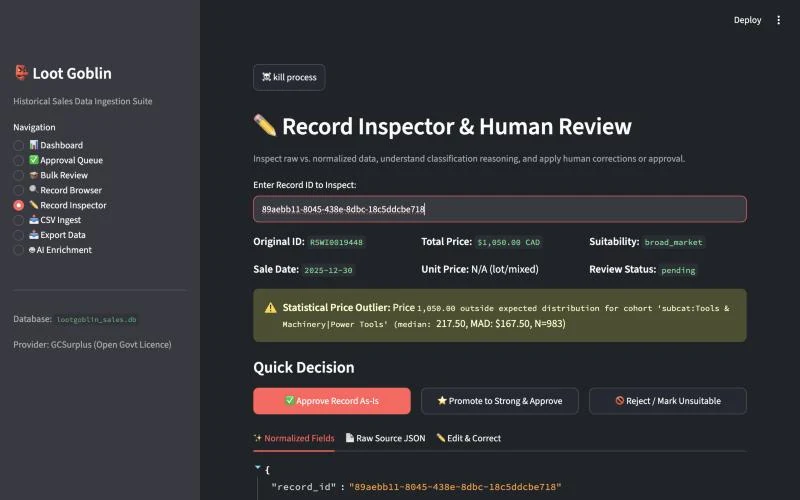 Deploy
👺 Loot Goblin
Historical Sales Data Ingestion Suite
Navigation
📊 Dashboard
✅ Approval Queue
📦 Bulk Review
🔍 Record Browser
✏️ Record Inspector
📥 CSV Ingest
📤 Export Data
🤖 AI Enrichment
Database: lootgoblin_sales.db
Provider: GCSurplus (Open Govt Licence)
☠️ kill process
✏️ Record Inspector & Human Review
Inspect raw vs. normalized data, understand classification reasoning, and apply human corrections or approval.
Enter Record ID to Inspect:
89aebb11-8045-438e-8dbc-18c5ddcbe718
Original ID: R5WI0019448 Total Price: $1,050.00 CAD Suitability: broad_market
Sale Date: 2025-12-30 Unit Price: N/A (lot/mixed) Review Status: pending
⚠️ Statistical Price Outlier: Price 1,050.00 outside expected distribution for cohort 'subcat:Tools &
Machinery|Power Tools' (median: 217.50, MAD: $167.50, N=983)
Quick Decision
✅ Approve Record As-Is ⭐ Promote to Strong & Approve 🚫 Reject / Mark Unsuitable
✨ Normalized Fields 📄 Raw Source JSON ✏️ Edit & Correct
{
"record_id" : "89aebb11-8045-438e-8dbc-18c5ddcbe718"